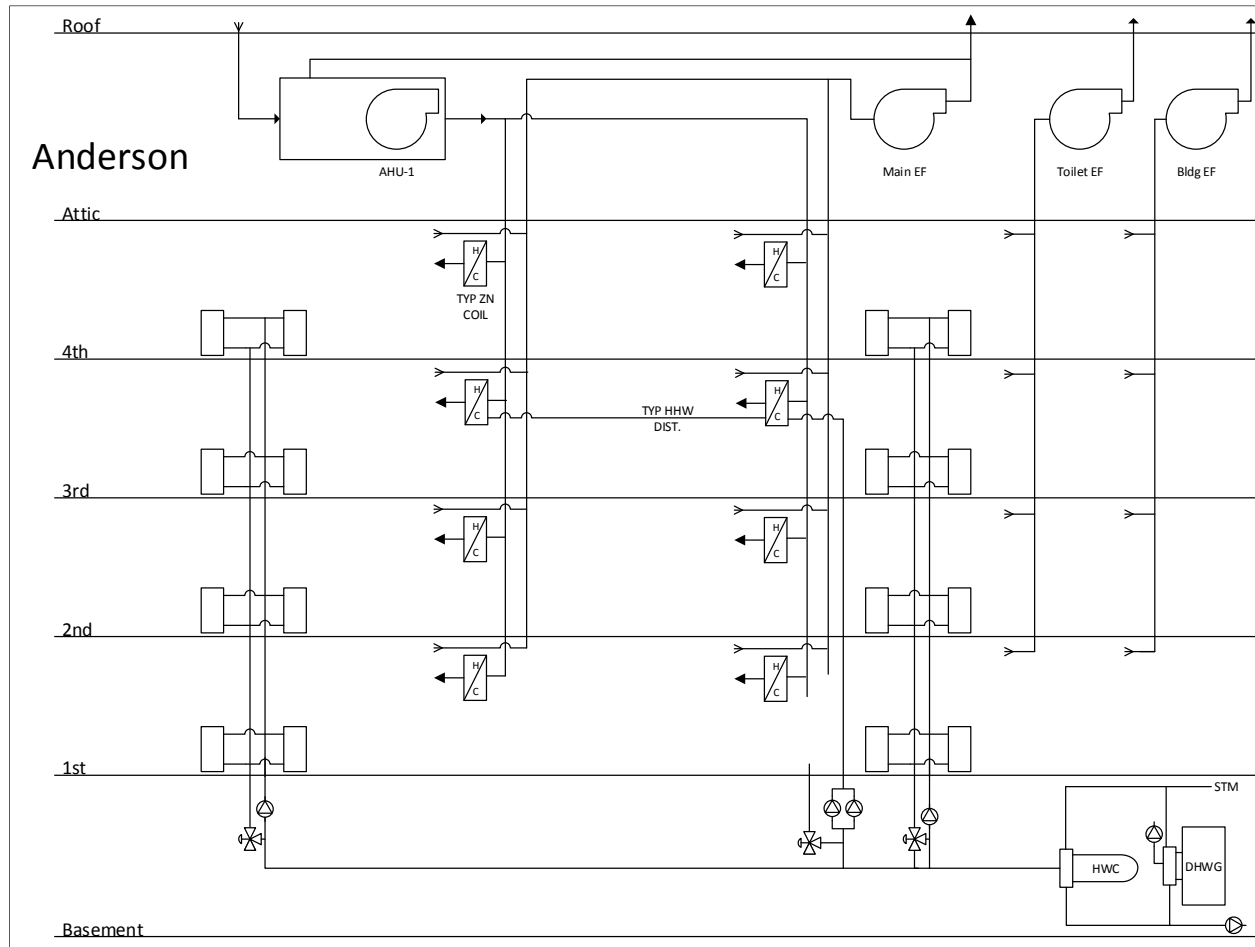 Roof
Anderson
AHU-1
Main EF
Toilet EF
Bldg EF
Attic
H
C
H
C
TYP ZN
COIL
4th
H
C
H
C
TYP HHW
DIST.
3rd
H
C
H
C
2nd
H
C
H
C
1st
STM
HWC
DHWG
Basement